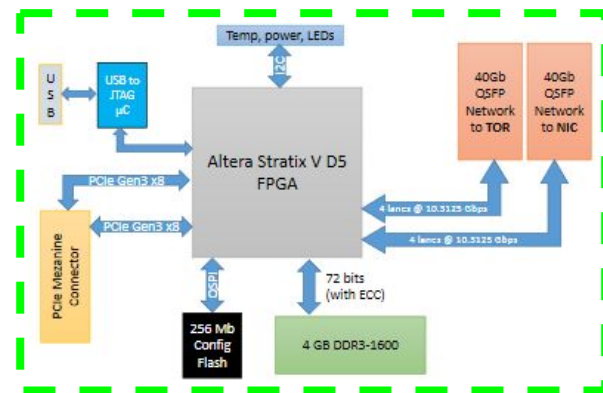 Temp, power, LEDs
I2C
U
S
B
USB to
JTAG
µC
40Gb
QSFP
Network
to TOR
40Gb
QSFP
Network
to NIC
Altera Stratix V D5
FPGA
PCIe Gen3 x8
PCIe Gen3 x8
4 lanes @ 10.3125 Gbps
4 lanes @ 10.3125 Gbps
PCIe Mezanine
Connector
QSPI
72 bits
(with ECC)
256 Mb
Config
Flash
4 GB DDR3-1600